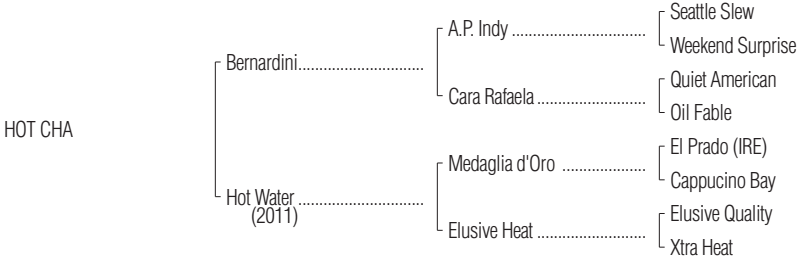 Seattle Slew
A.P. Indy
Weekend Surprise
Bernardini
Quiet American
Cara Rafaela
Oil Fable
HOT CHA
El Prado (IRE)
Medaglia d'Oro
Cappucino Bay
Hot Water
(2011)
Elusive Quality
Elusive Heat
Xtra Heat